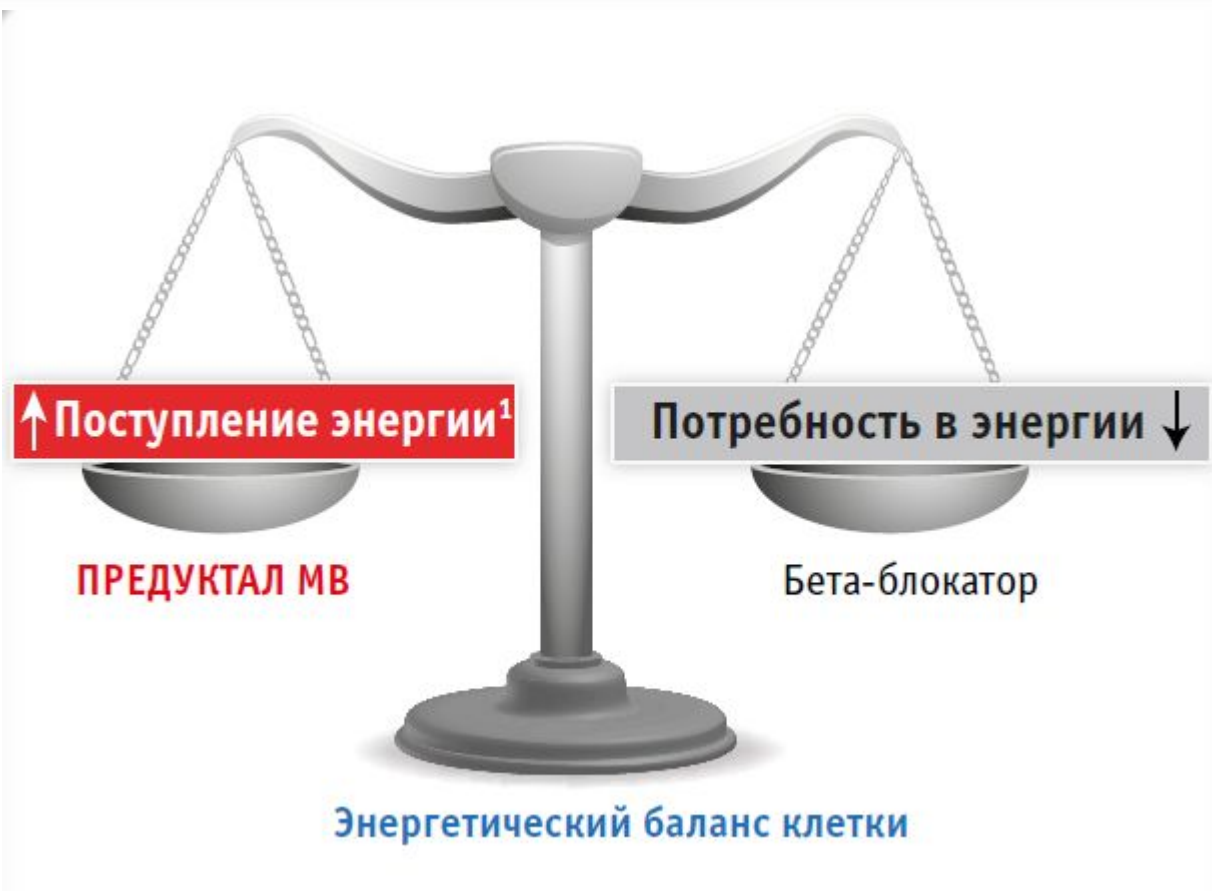 ↑ Поступление энергии¹
Потребность в энергии ↓
ПРЕДУКТАЛ МВ
Бета-блокатор
Энергетический баланс клетки